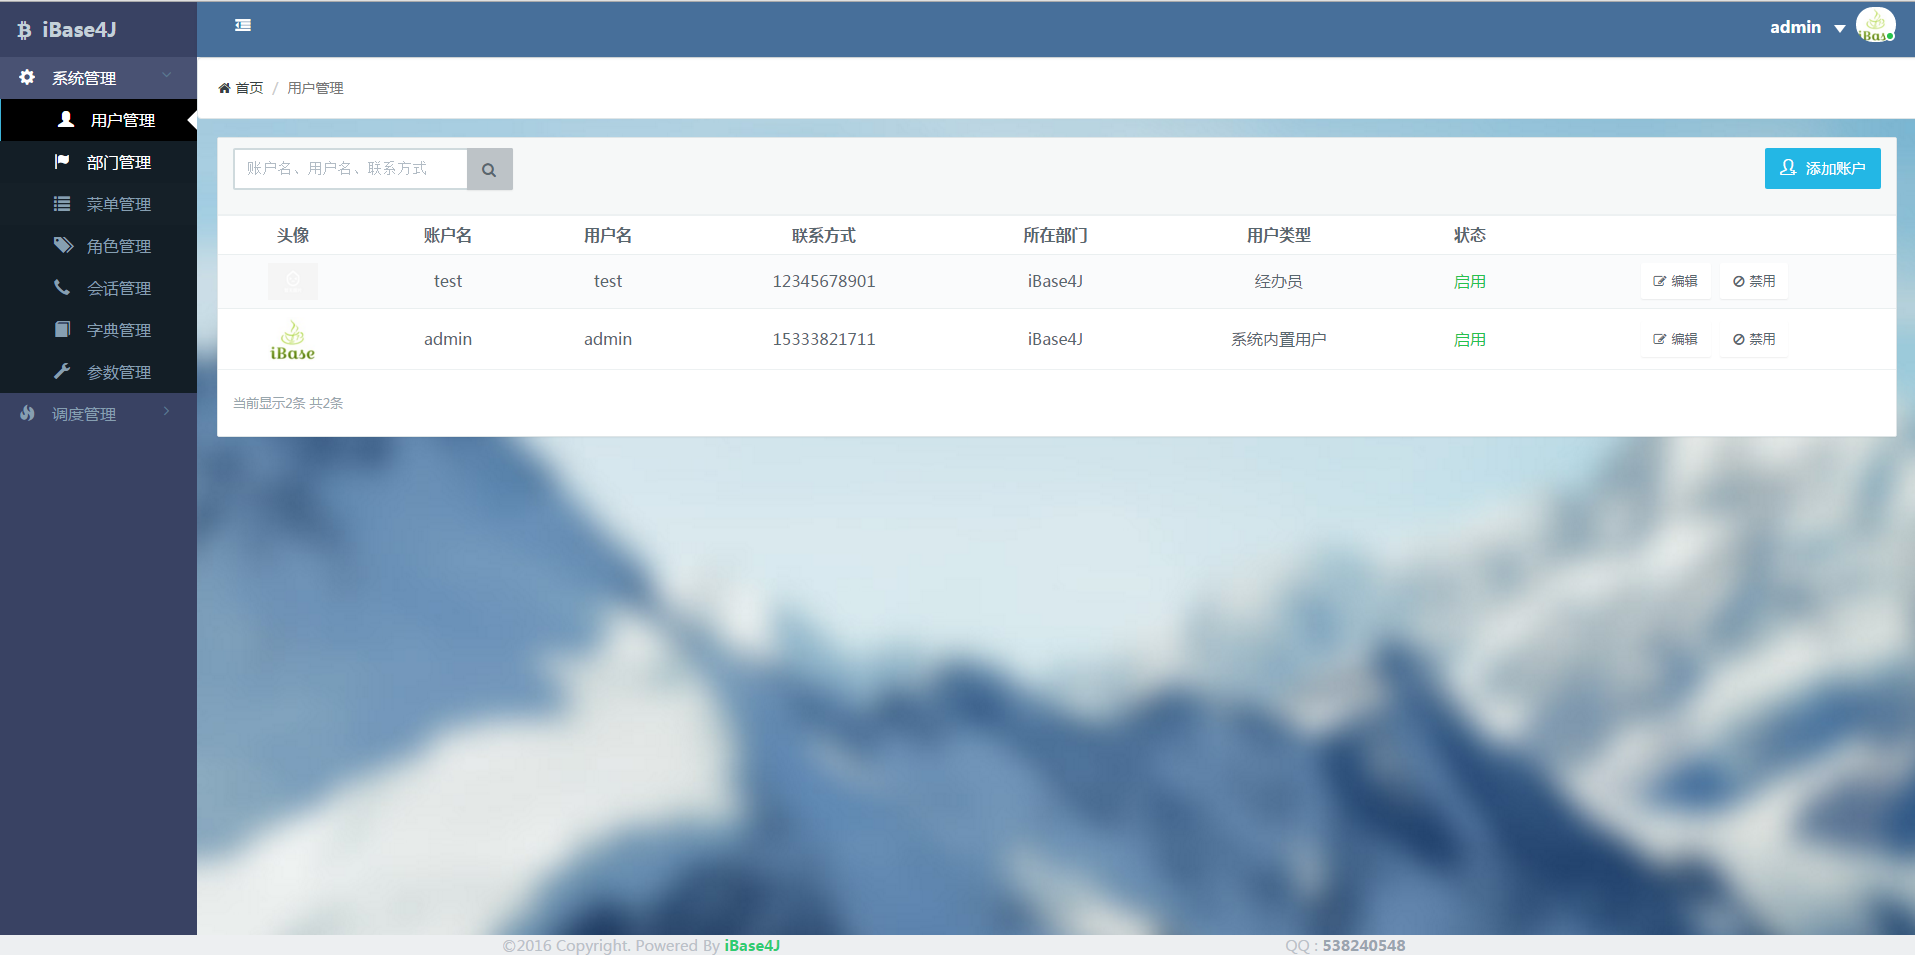 iBase4J
admin
iBase
系统管理
用户管理
部门管理
菜单管理
角色管理
会话管理
字典管理
参数管理
调度管理
首页 / 用户管理
账户名、用户名、联系方式
添加账户
头像 账户名 用户名 联系方式 所在部门 用户类型 状态
test test 12345678901 iBase4J 经办员 启用 编辑 禁用
iBase admin admin 15333821711 iBase4J 系统内置用户 启用 编辑 禁用
当前显示2条 共2条
©2016 Copyright. Powered By iBase4J QQ : 538240548